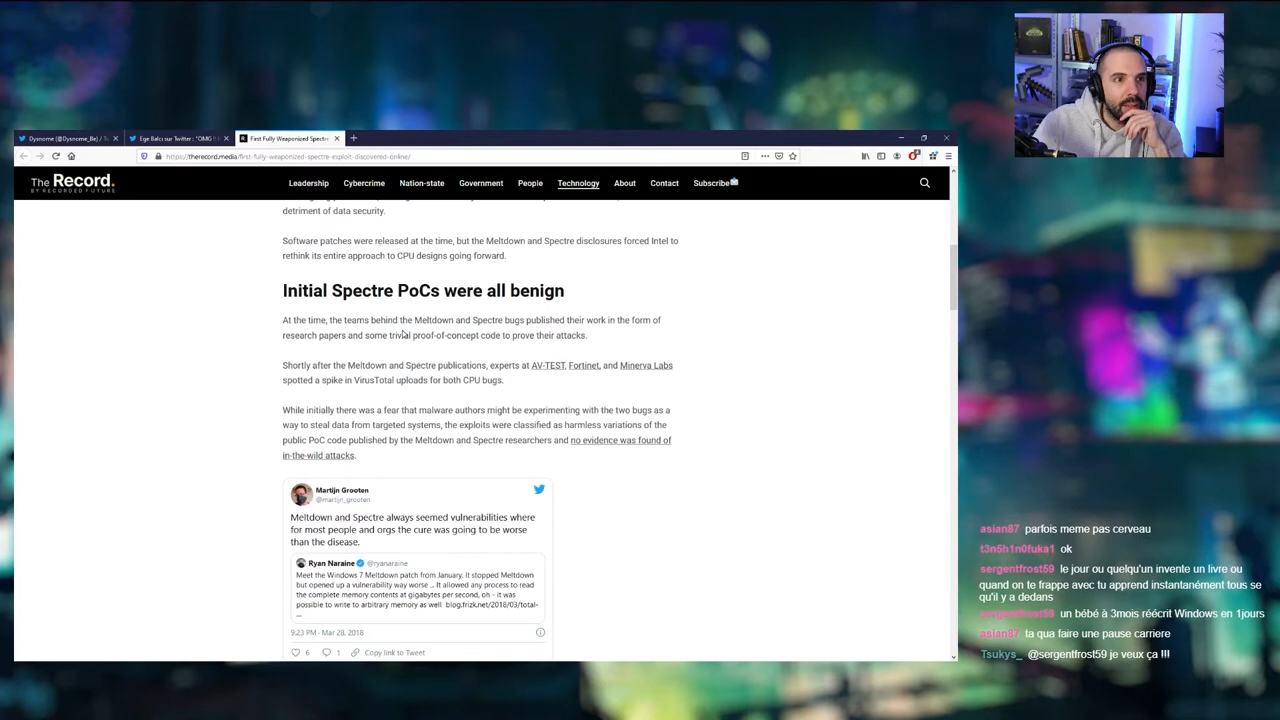 Dysnome (@Dysnome_Be) / Tw
Ege Balcı sur Twitter : "OMG !!
First Fully Weaponized Spectre
https://therecord.media/first-fully-weaponized-spectre-exploit-discovered-online/
The Record.
BY RECORDED FUTURE
Leadership
Cybercrime
Nation-state
Government
People
Technology
About
Contact
Subscribe
detriment of data security.
Software patches were released at the time, but the Meltdown and Spectre disclosures forced Intel to
rethink its entire approach to CPU designs going forward.
Initial Spectre PoCs were all benign
At the time, the teams behind the Meltdown and Spectre bugs published their work in the form of
research papers and some trivial proof-of-concept code to prove their attacks.
Shortly after the Meltdown and Spectre publications, experts at AV-TEST, Fortinet, and Minerva Labs
spotted a spike in VirusTotal uploads for both CPU bugs.
While initially there was a fear that malware authors might be experimenting with the two bugs as a
way to steal data from targeted systems, the exploits were classified as harmless variations of the
public PoC code published by the Meltdown and Spectre researchers and no evidence was found of
in-the-wild attacks.
Martijn Grooten
@martijn_grooten
Meltdown and Spectre always seemed vulnerabilities where
for most people and orgs the cure was going to be worse
than the disease.
Ryan Naraine @ryanaraine
Meet the Windows 7 Meltdown patch from January. It stopped Meltdown
but opened up a vulnerability way worse ... It allowed any process to read
the complete memory contents at gigabytes per second, oh - it was
possible to write to arbitrary memory as well blog.frizk.net/2018/03/total-
...
9:23 PM · Mar 28, 2018
6
1
Copy link to Tweet
asian87 parfois meme pas cerveau
t3n5h1n0fuka1 ok
sergentfrost59 le jour ou quelqu'un invente un livre ou
quand on te frappe avec tu apprend instantanément tous se
qu'il y a dedans
sergentfrost59 un bébé à 3mois réécrit Windows en 1jours
asian87 ta qua faire une pause carriere
Tsukys_ @sergentfrost59 je veux ça !!!